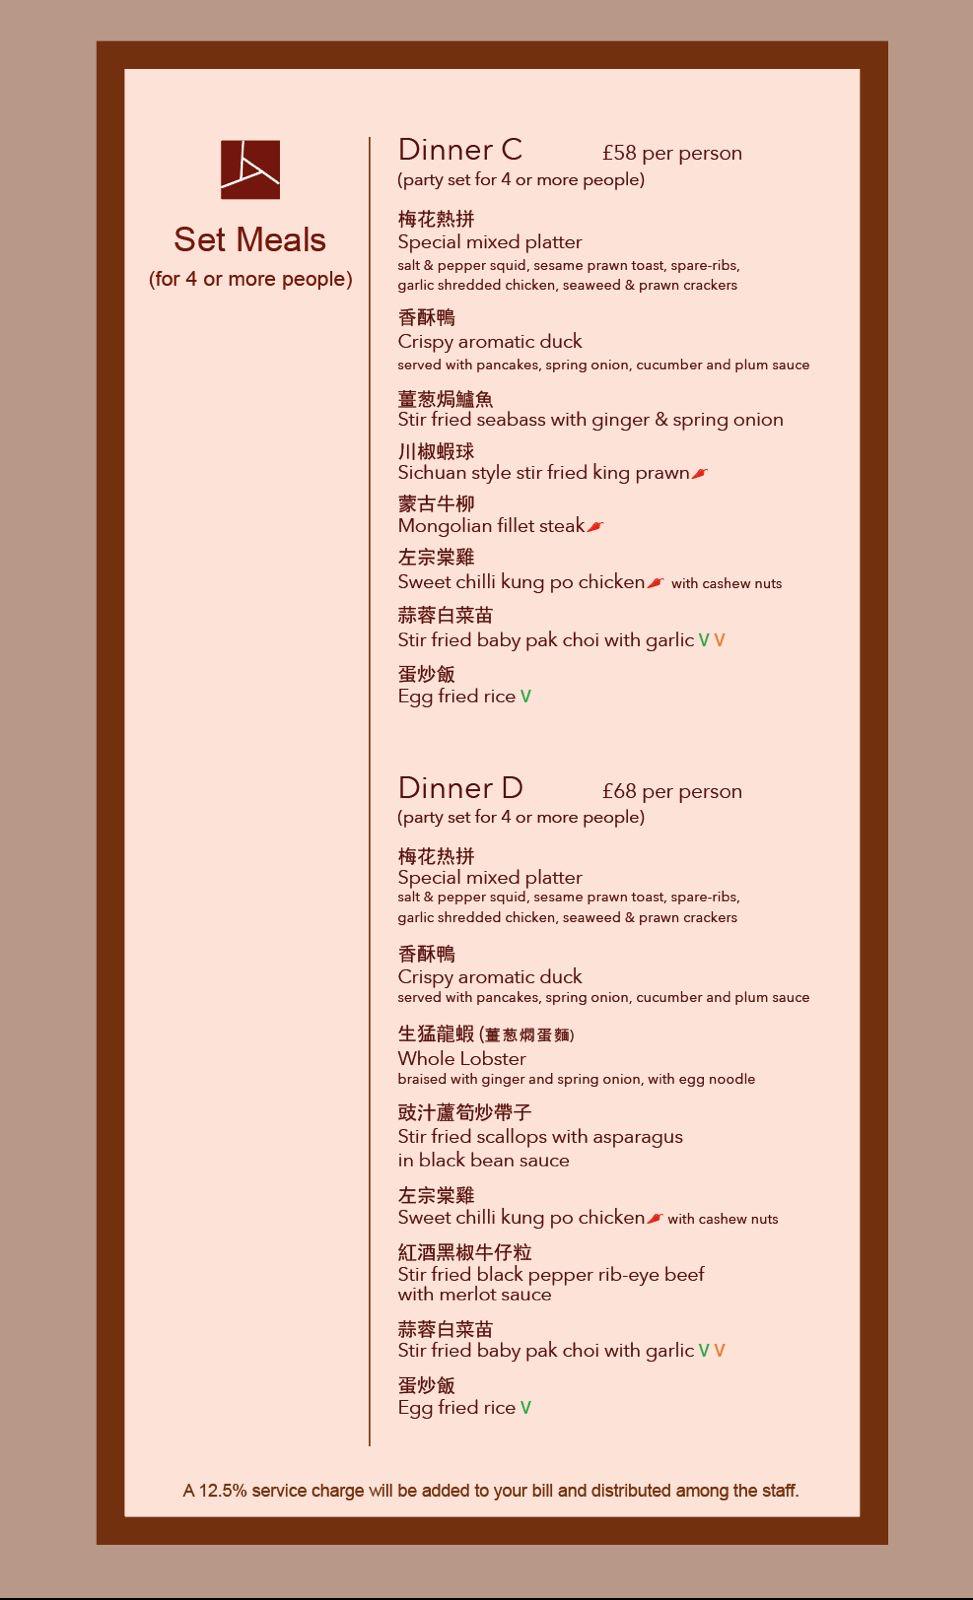 Set Meals
(for 4 or more people)
Dinner C £58 per person
(party set for 4 or more people)
梅花熱拼
Special mixed platter
salt & pepper squid, sesame prawn toast, spare-ribs,
garlic shredded chicken, seaweed & prawn crackers
香酥鴨
Crispy aromatic duck
served with pancakes, spring onion, cucumber and plum sauce
薑葱焗鱸魚
Stir fried seabass with ginger & spring onion
川椒蝦球
Sichuan style stir fried king prawn
蒙古牛柳
Mongolian fillet steak
左宗棠雞
Sweet chilli kung po chicken with cashew nuts
蒜蓉白菜苗
Stir fried baby pak choi with garlic V V
蛋炒飯
Egg fried rice V
Dinner D £68 per person
(party set for 4 or more people)
梅花热拼
Special mixed platter
salt & pepper squid, sesame prawn toast, spare-ribs,
garlic shredded chicken, seaweed & prawn crackers
香酥鴨
Crispy aromatic duck
served with pancakes, spring onion, cucumber and plum sauce
生猛龍蝦 (薑葱燜蛋麵)
Whole Lobster
braised with ginger and spring onion, with egg noodle
豉汁蘆筍炒帶子
Stir fried scallops with asparagus
in black bean sauce
左宗棠雞
Sweet chilli kung po chicken with cashew nuts
紅酒黑椒牛仔粒
Stir fried black pepper rib-eye beef
with merlot sauce
蒜蓉白菜苗
Stir fried baby pak choi with garlic V V
蛋炒飯
Egg fried rice V
A 12.5% service charge will be added to your bill and distributed among the staff.